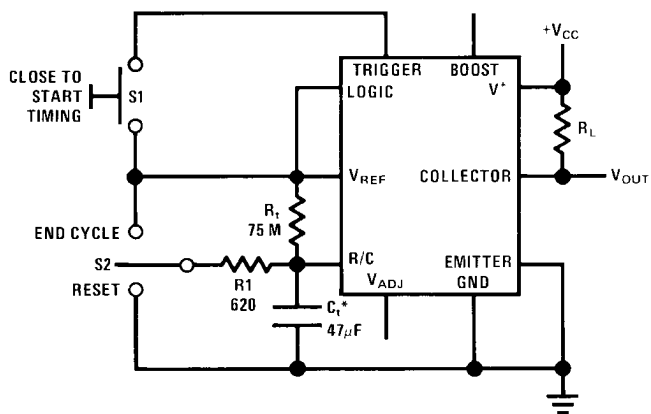 +VCC
CLOSE TO
START
TIMING
S1
TRIGGER
BOOST
LOGIC
V+
RL
VREF
COLLECTOR
VOUT
Rt
75 M
END CYCLE
S2
R/C
EMITTER
R1
620
VADJ
GND
RESET
Ct*
47μF